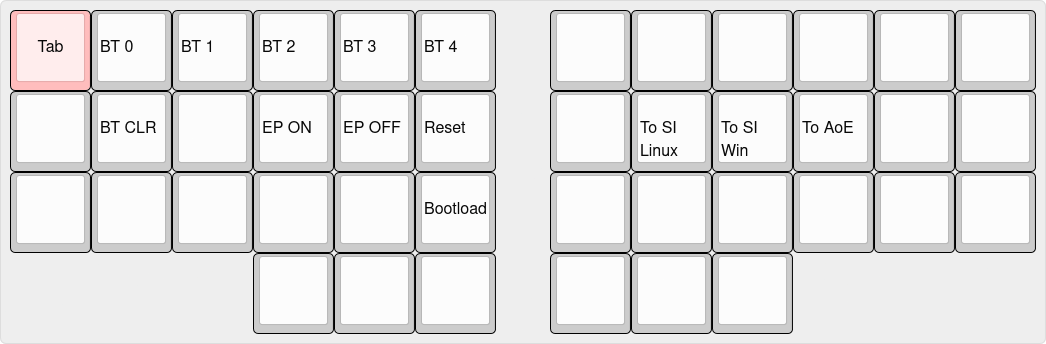 Tab
BT 0
BT 1
BT 2
BT 3
BT 4
BT CLR
EP ON
EP OFF
Reset
To SI
Linux
To SI
Win
To AoE
Bootload